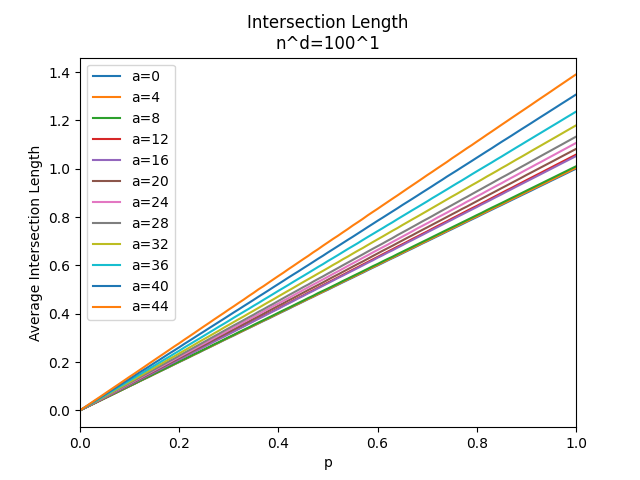 Intersection Length
n^d=100^1
Average Intersection Length
1.4
1.2
1.0
0.8
0.6
0.4
0.2
0.0
a=0
a=4
a=8
a=12
a=16
a=20
a=24
a=28
a=32
a=36
a=40
a=44
0.0 0.2 0.4 0.6 0.8 1.0
p